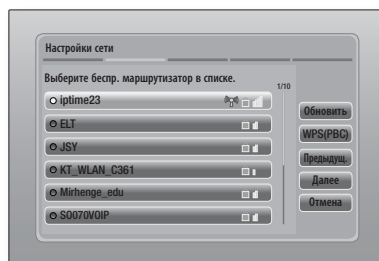 Настройки сети
Выберите беспр. маршрутизатор в списке.
1/10
iptime23
ELT
JSY
KT_WLAN_C361
Mirhenge_edu
SO070VOIP
Обновить
WPS(PBC)
Предыдущ.
Далее
Отмена